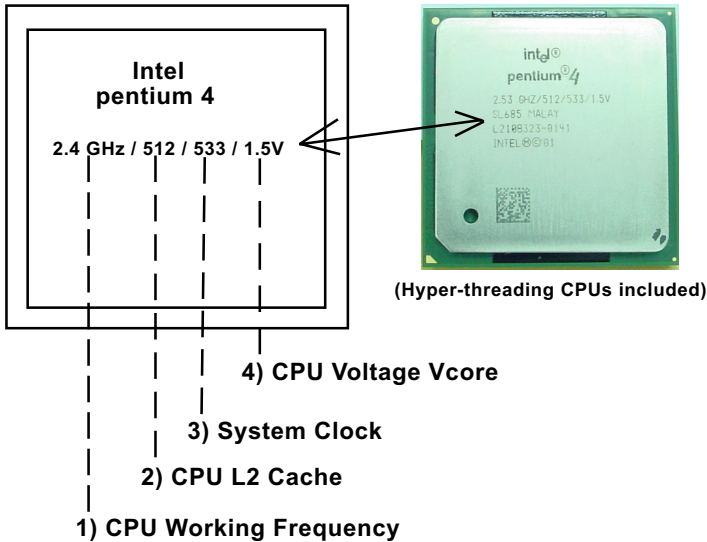 Intel
pentium 4
2.4 GHz / 512 / 533 / 1.5V
intel®
pentium®4
2.53 GHZ/512/533/1.5V
SL685 MALAY
L210B323-0141
INTEL®©'01
(Hyper-threading CPUs included)
4) CPU Voltage Vcore
3) System Clock
2) CPU L2 Cache
1) CPU Working Frequency